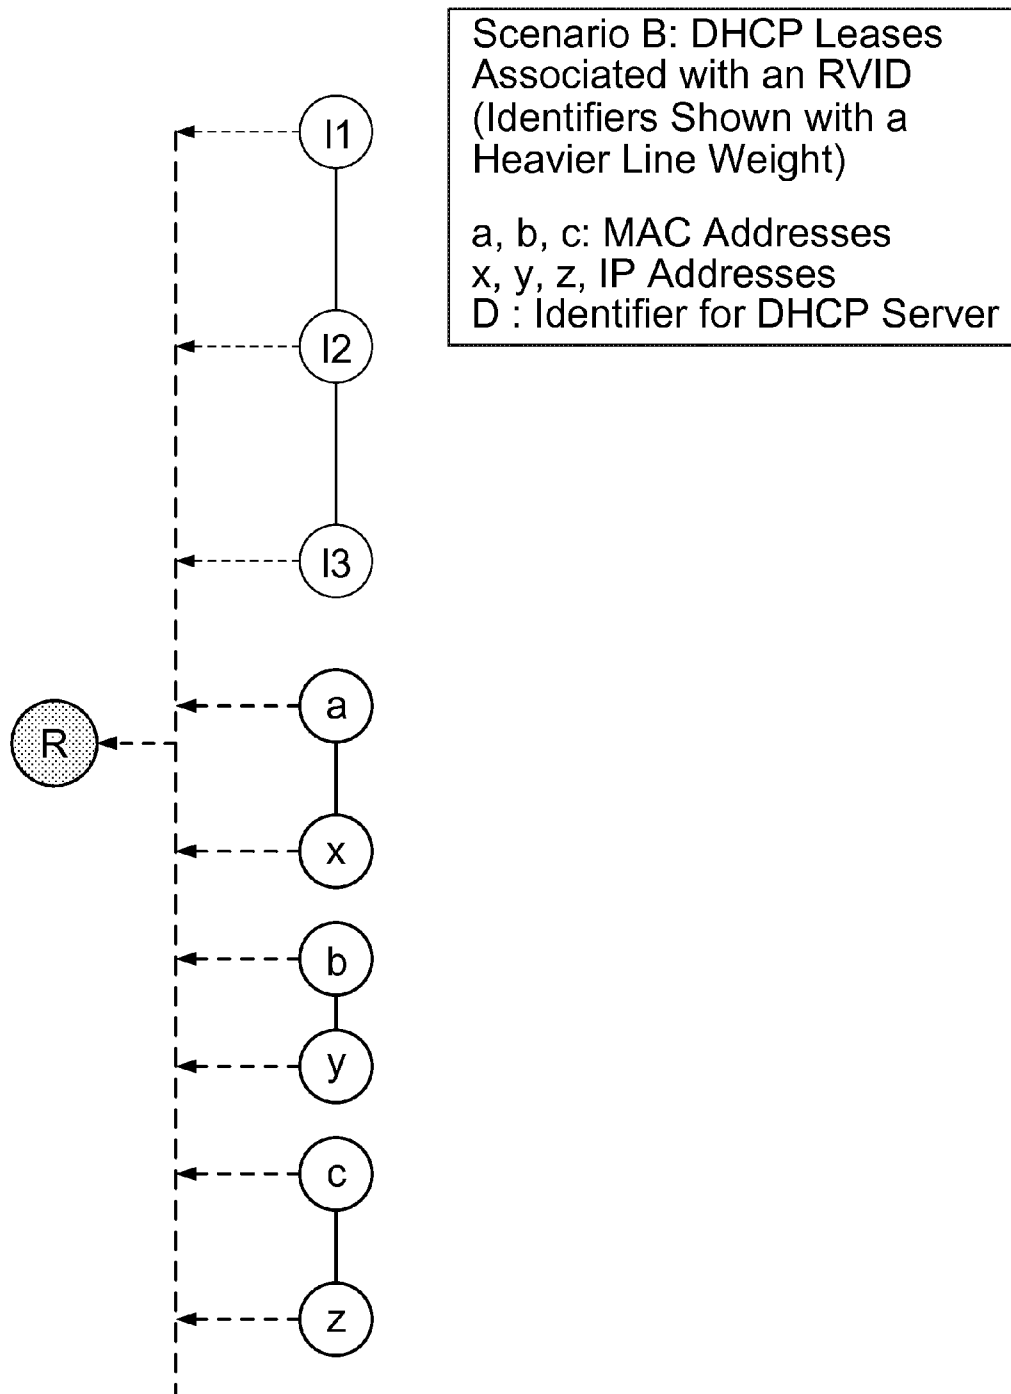 Scenario B: DHCP Leases
Associated with an RVID
(Identifiers Shown with a
Heavier Line Weight)
a, b, c: MAC Addresses
x, y, z, IP Addresses
D : Identifier for DHCP Server
I1
I2
I3
a
R
x
b
y
c
z